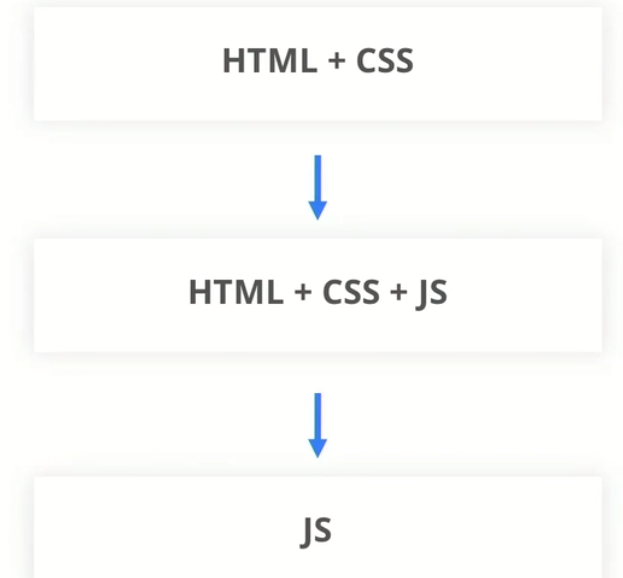 HTML + CSS
HTML + CSS + JS
JS